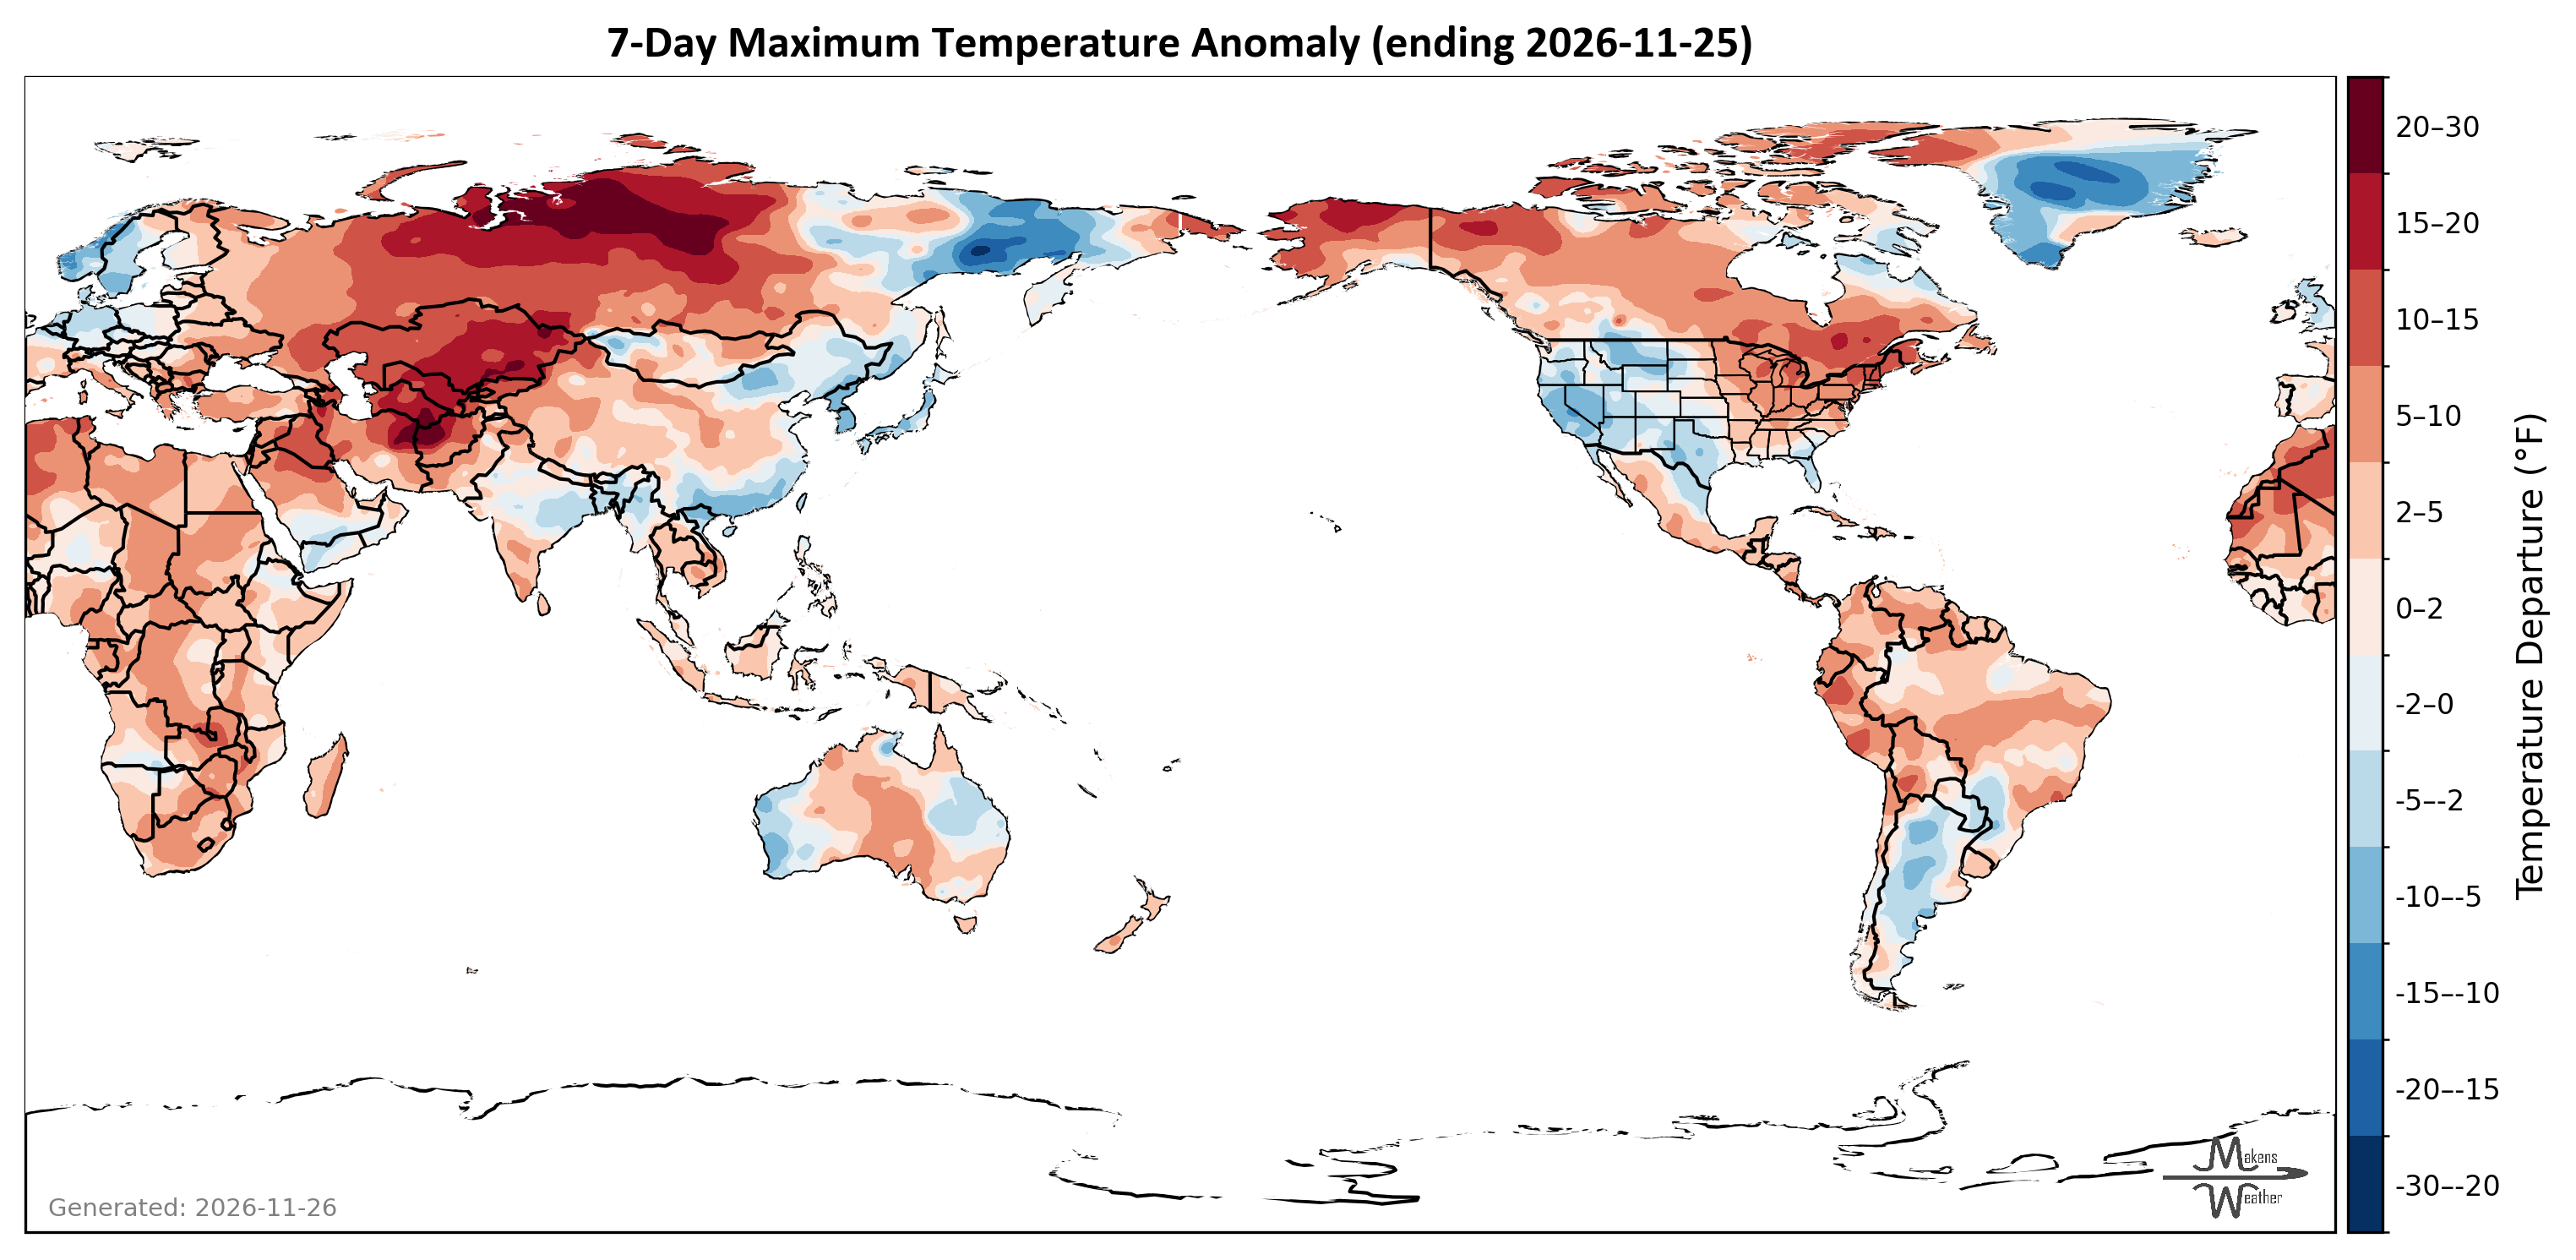 7-Day Maximum Temperature Anomaly (ending 2026-11-25)
20–30
15–20
10–15
5–10
2–5
0–2
-2–0
-5–-2
-10–-5
-15–-10
-20–-15
-30–-20
Temperature Departure (°F)
Generated: 2026-11-26
Makens
Weather